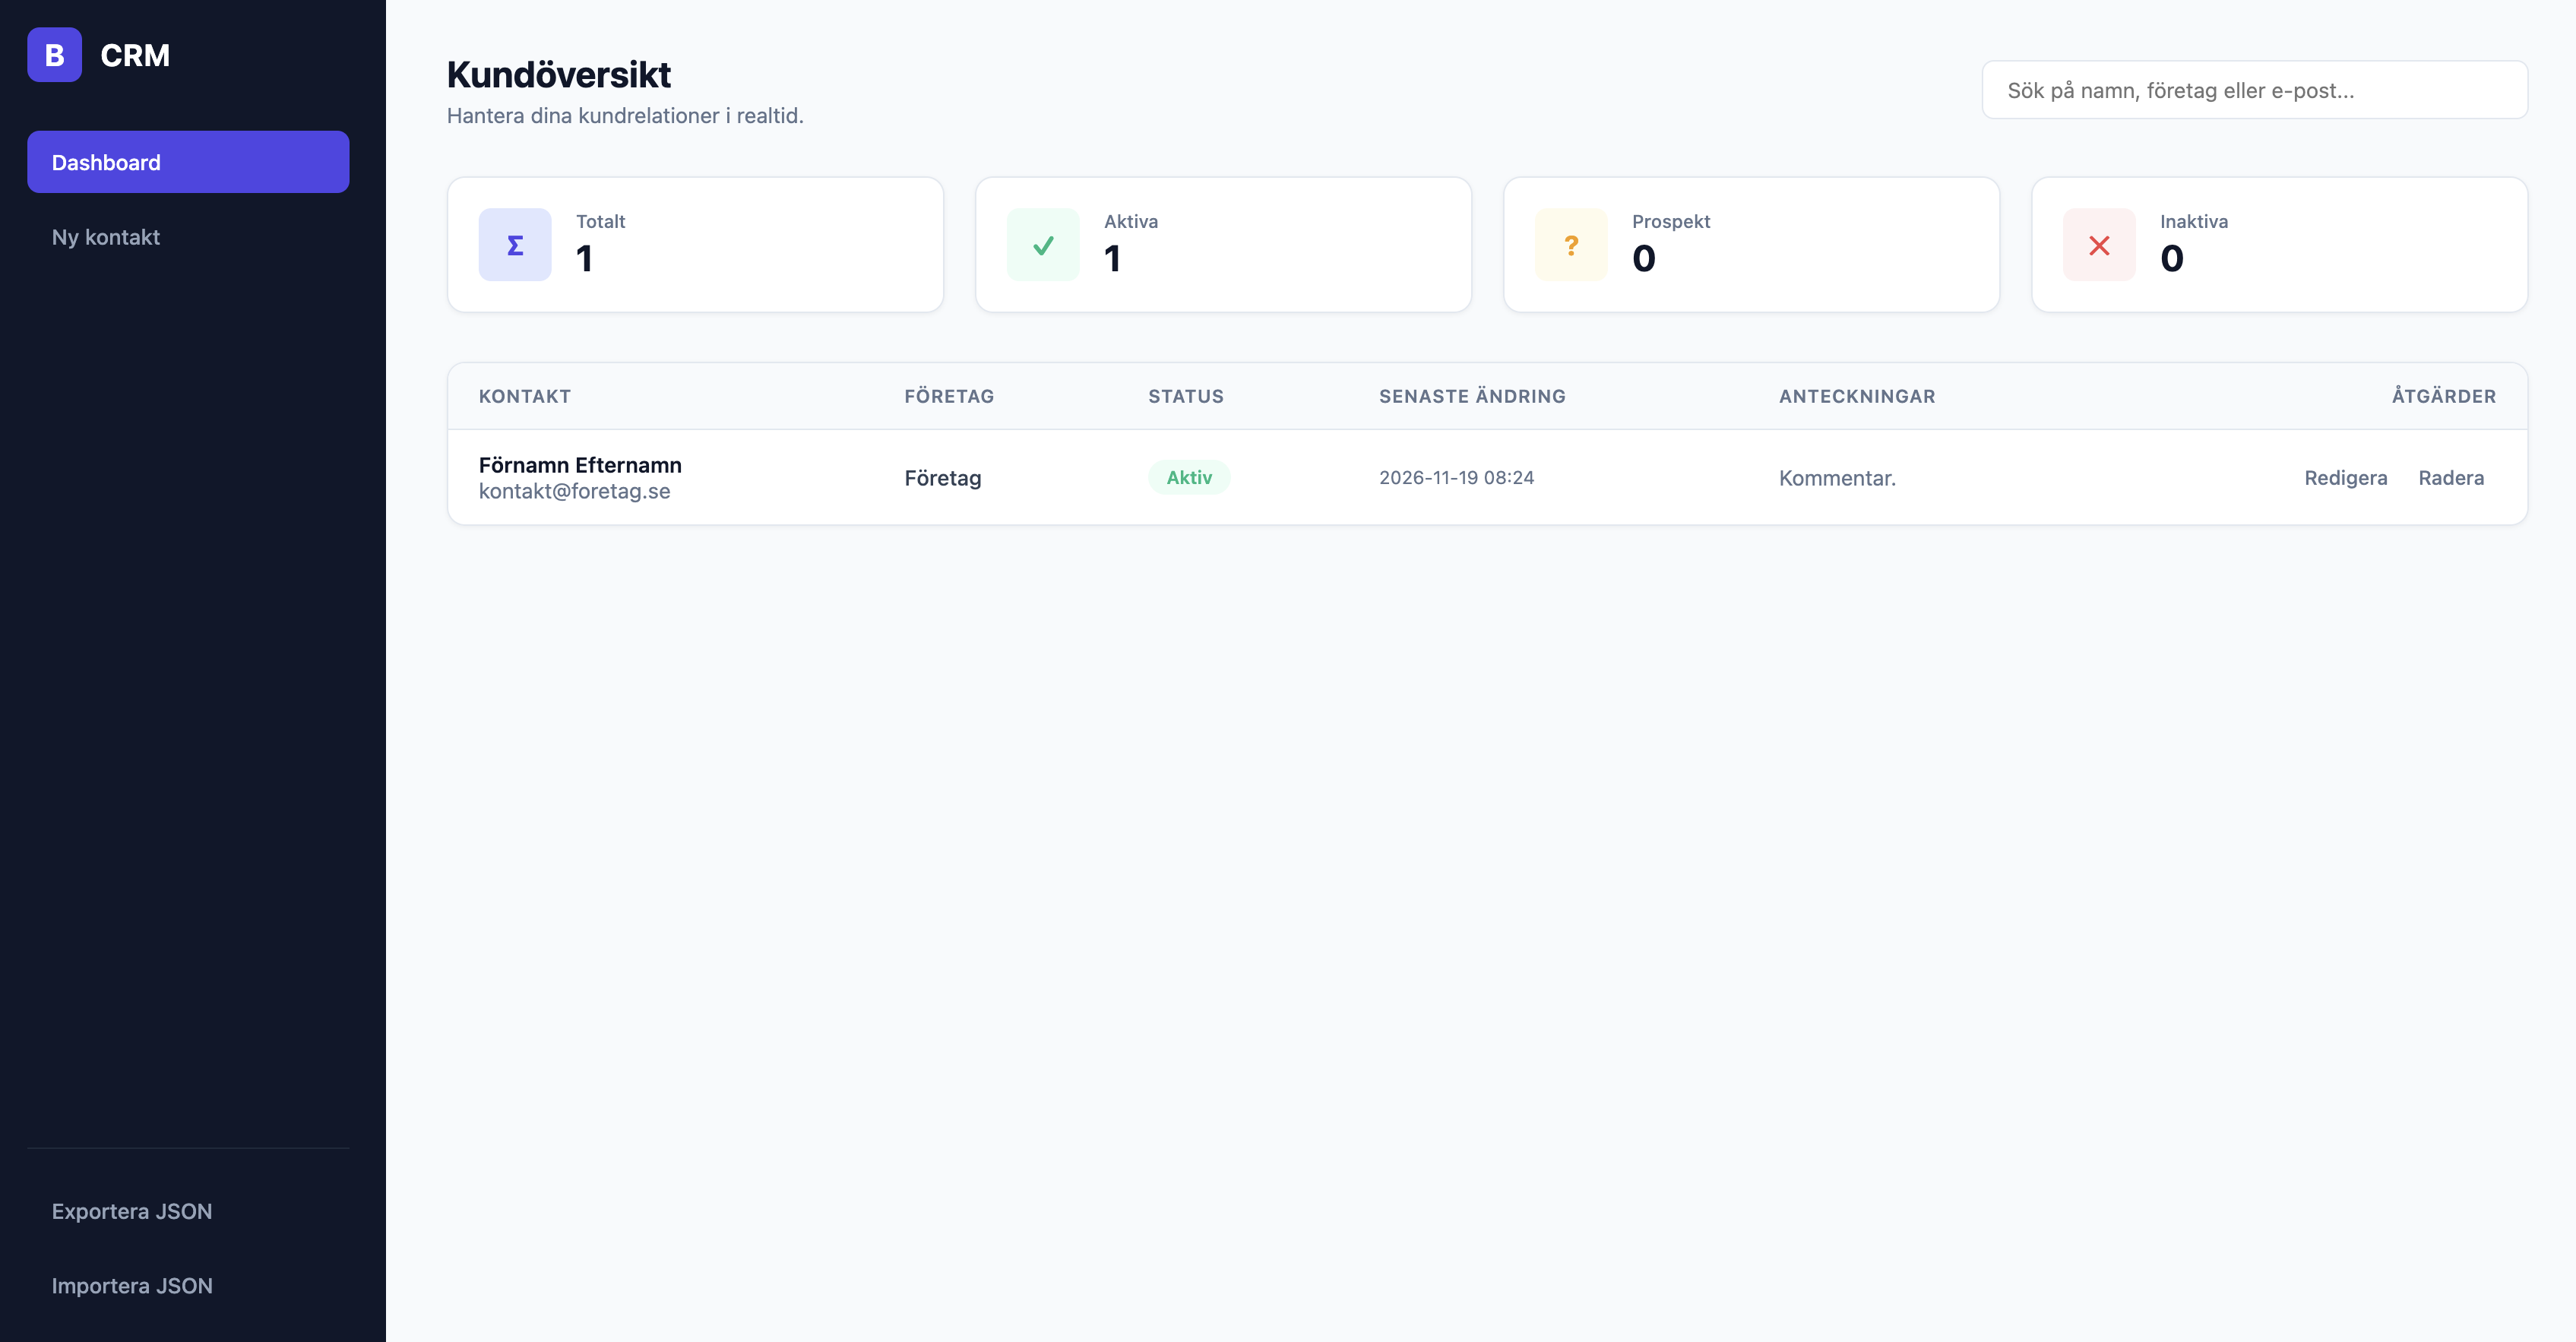 B CRM
Dashboard
Ny kontakt
Exportera JSON
Importera JSON
Kundöversikt
Hantera dina kundrelationer i realtid.
Sök på namn, företag eller e-post...
Σ Totalt
1
Aktiva
1
? Prospekt
0
Inaktiva
0
KONTAKT FÖRETAG STATUS SENASTE ÄNDRING ANTECKNINGAR ÅTGÄRDER
Förnamn Efternamn
kontakt@foretag.se
Företag Aktiv 2026-11-19 08:24 Kommentar. Redigera Radera